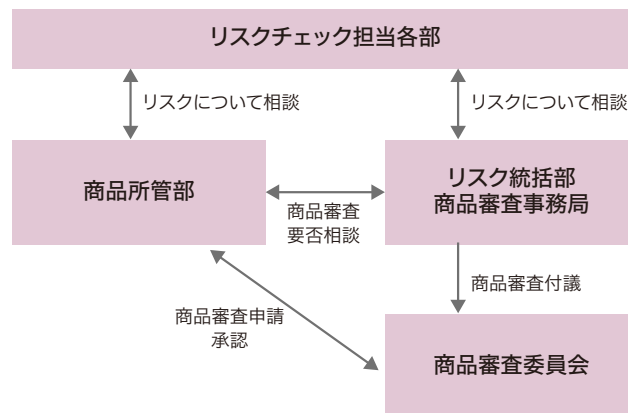 リスクチェック担当各部
リスクについて相談
リスクについて相談
商品所管部
リスク統括部
商品審査事務局
商品審査
要否相談
商品審査付議
商品審査申請
承認
商品審査委員会